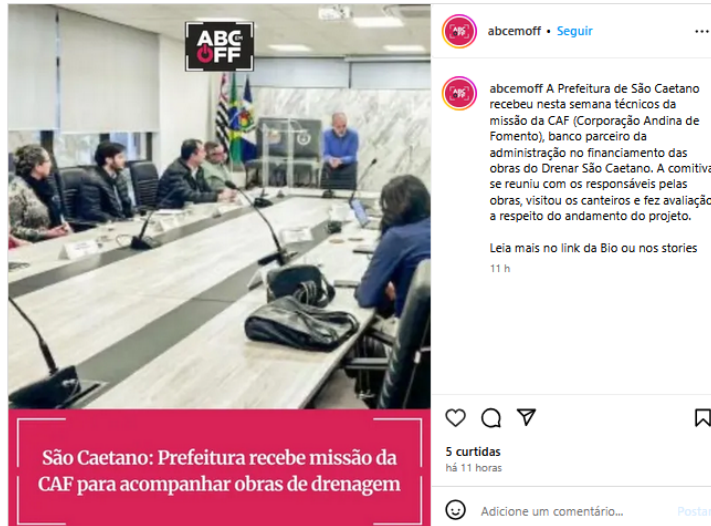 ABC EM
OFF
São Caetano: Prefeitura recebe missão da
CAF para acompanhar obras de drenagem
abcemoff • Seguir
abcemoff A Prefeitura de São Caetano
recebeu nesta semana técnicos da
missão da CAF (Corporação Andina de
Fomento), banco parceiro da
administração no financiamento das
obras do Drenar São Caetano. A comitiva
se reuniu com os responsáveis pelas
obras, visitou os canteiros e fez avaliação
a respeito do andamento do projeto.
Leia mais no link da Bio ou nos stories
11 h
5 curtidas
há 11 horas
Adicione um comentário...
Postar